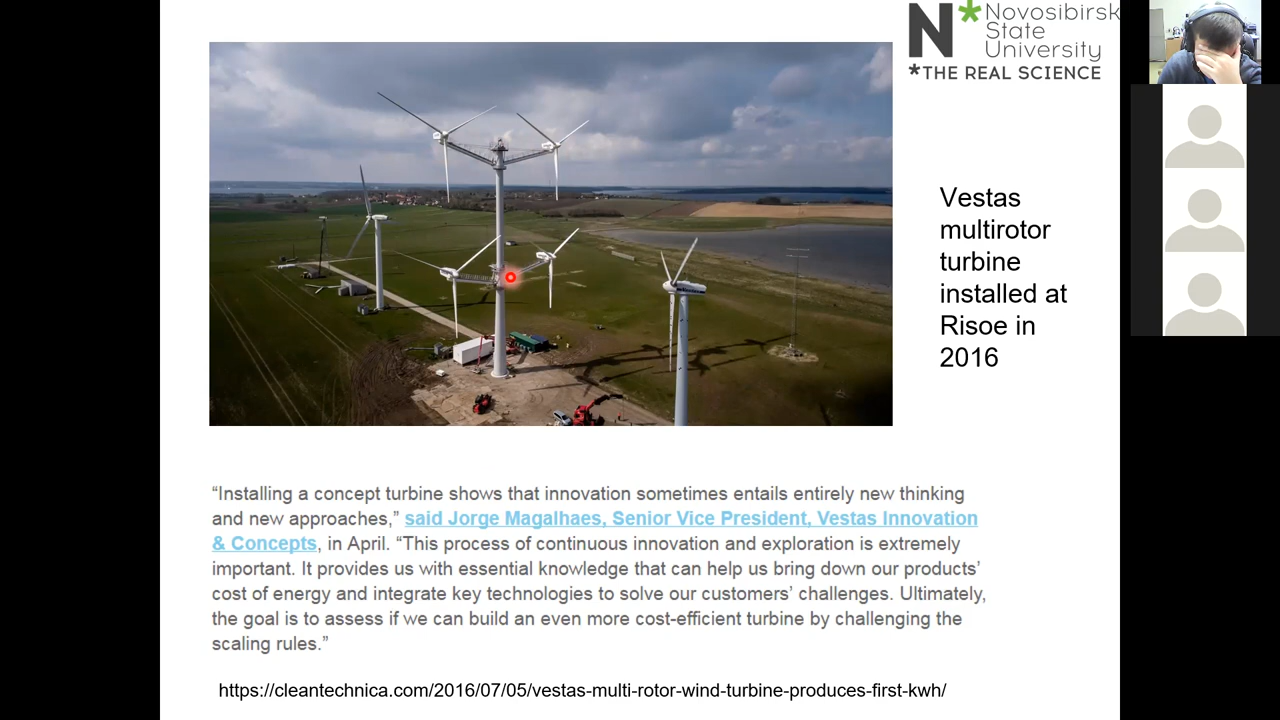 N* Novosibirsk
State
University
*THE REAL SCIENCE
Vestas
multirotor
turbine
installed at
Risoe in
2016
“Installing a concept turbine shows that innovation sometimes entails entirely new thinking
and new approaches,” said Jorge Magalhaes, Senior Vice President, Vestas Innovation
& Concepts, in April. “This process of continuous innovation and exploration is extremely
important. It provides us with essential knowledge that can help us bring down our products’
cost of energy and integrate key technologies to solve our customers’ challenges. Ultimately,
the goal is to assess if we can build an even more cost-efficient turbine by challenging the
scaling rules.”
https://cleantechnica.com/2016/07/05/vestas-multi-rotor-wind-turbine-produces-first-kwh/